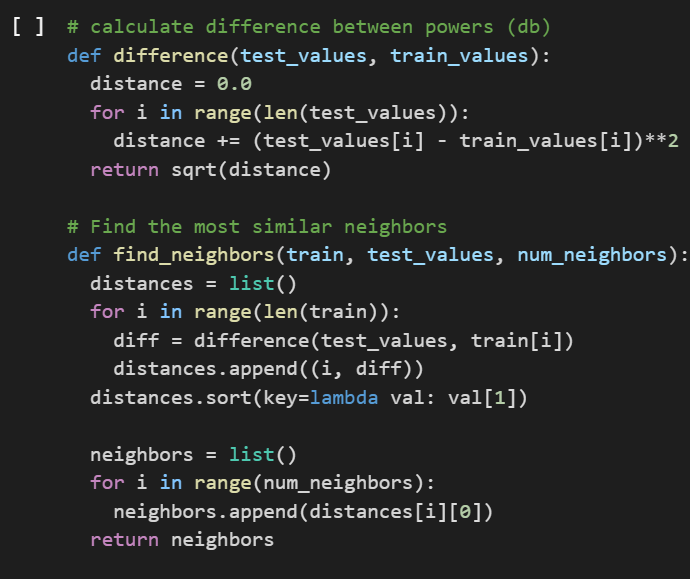 [ ] # calculate difference between powers (db)
def difference(test_values, train_values):
  distance = 0.0
  for i in range(len(test_values)):
    distance += (test_values[i] - train_values[i])**2
  return sqrt(distance)

# Find the most similar neighbors
def find_neighbors(train, test_values, num_neighbors):
  distances = list()
  for i in range(len(train)):
    diff = difference(test_values, train[i])
    distances.append((i, diff))
  distances.sort(key=lambda val: val[1])

  neighbors = list()
  for i in range(num_neighbors):
    neighbors.append(distances[i][0])
  return neighbors